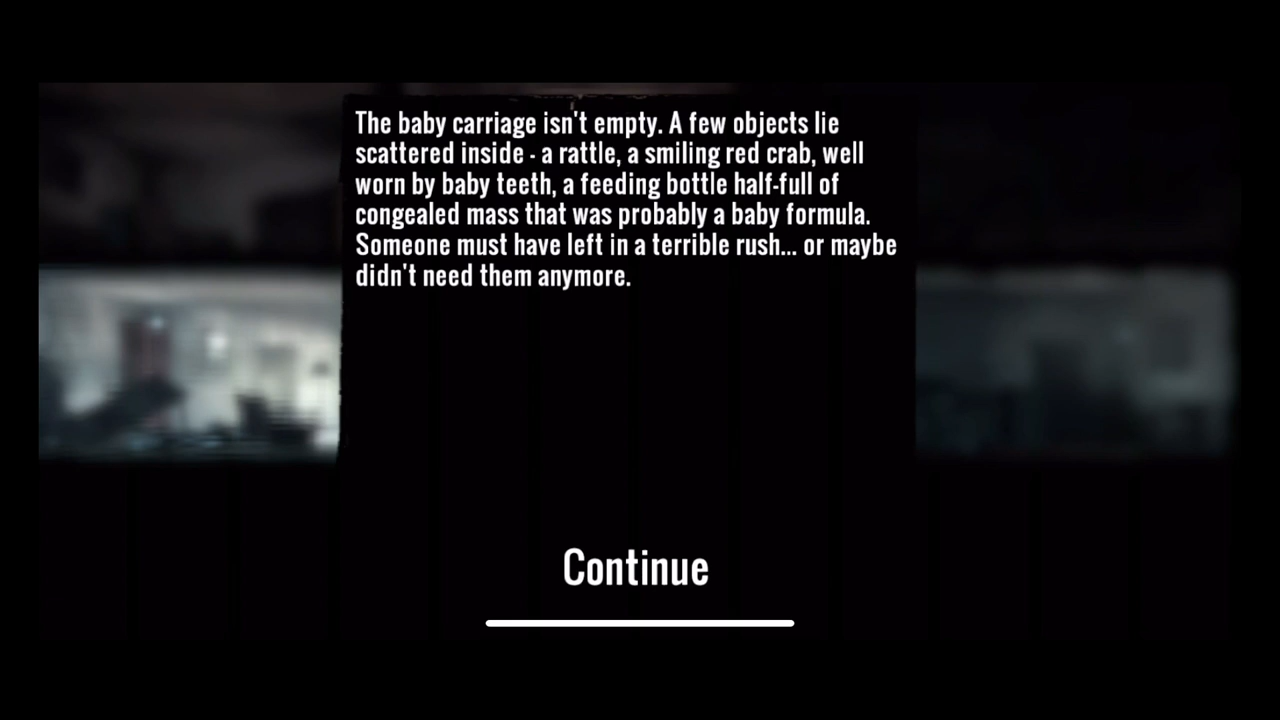 The baby carriage isn't empty. A few objects lie
scattered inside - a rattle, a smiling red crab, well
worn by baby teeth, a feeding bottle half-full of
congealed mass that was probably a baby formula.
Someone must have left in a terrible rush... or maybe
didn't need them anymore.
Continue